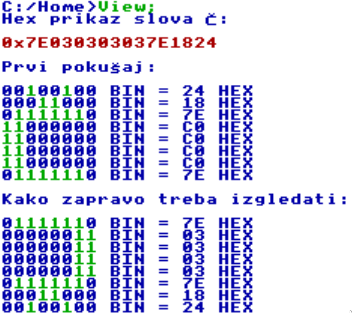 C:/Home>View;
Hex prikaz slova Č:
0x7E030303037E1824
Prvi pokušaj:
00100100 BIN = 24 HEX
00011000 BIN = 18 HEX
01111110 BIN = 7E HEX
11000000 BIN = C0 HEX
11000000 BIN = C0 HEX
11000000 BIN = C0 HEX
11000000 BIN = C0 HEX
01111110 BIN = 7E HEX
Kako zapravo treba izgledati:
01111110 BIN = 7E HEX
00000011 BIN = 03 HEX
00000011 BIN = 03 HEX
00000011 BIN = 03 HEX
00000011 BIN = 03 HEX
01111110 BIN = 7E HEX
00011000 BIN = 18 HEX
00100100 BIN = 24 HEX